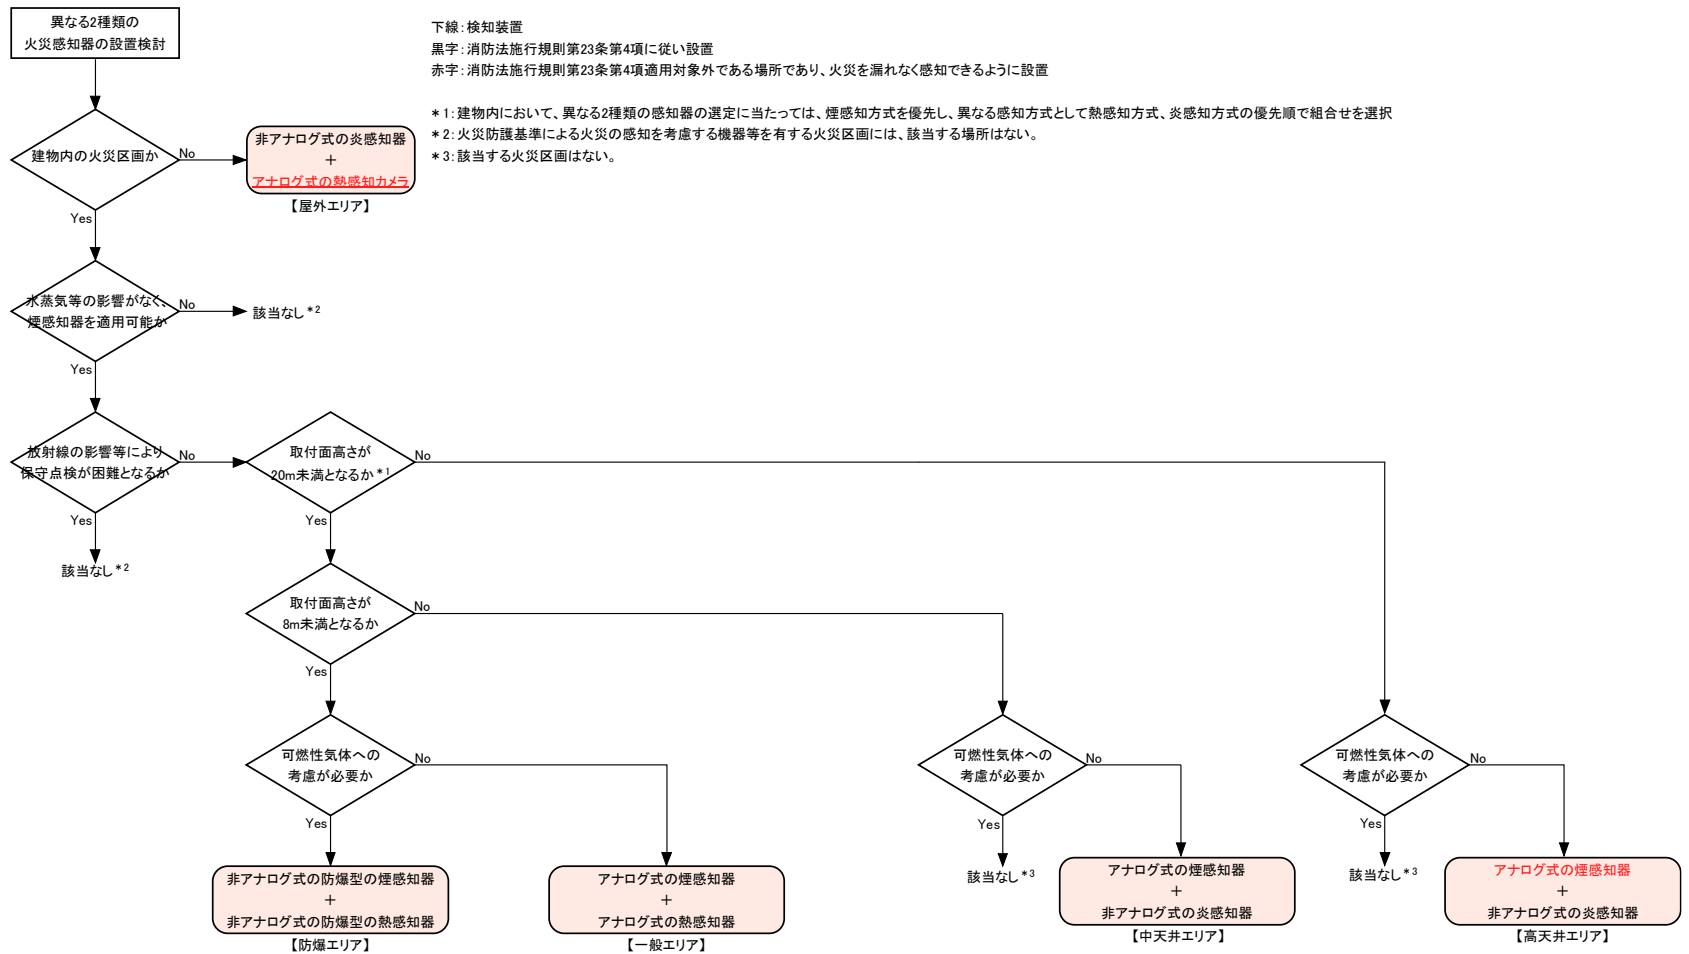 異なる2種類の
火災感知器の設置検討
下線：検知装置
黒字：消防法施行規則第23条第4項に従い設置
赤字：消防法施行規則第23条第4項適用対象外である場所であり、火災を漏れなく感知できるように設置
＊1：建物内において、異なる2種類の感知器の選定に当たっては、煙感知方式を優先し、異なる感知方式として熱感知方式、炎感知方式の優先順で組合せを選択
＊2：火災防護基準による火災の感知を考慮する機器等を有する火災区画には、該当する場所はない。
＊3：該当する火災区画はない。
建物内の火災区画か
No
非アナログ式の炎感知器
＋
アナログ式の熱感知カメラ
【屋外エリア】
Yes
水蒸気等の影響がなく、
煙感知器を適用可能か
No
該当なし＊2
Yes
放射線の影響等により
保守点検が困難となるか
No
取付面高さが
20m未満となるか＊1
No
Yes
該当なし＊2
Yes
取付面高さが
8m未満となるか
No
Yes
可燃性気体への
考慮が必要か
No
可燃性気体への
考慮が必要か
No
可燃性気体への
考慮が必要か
No
Yes
Yes
Yes
非アナログ式の防爆型の煙感知器
＋
非アナログ式の防爆型の熱感知器
【防爆エリア】
アナログ式の煙感知器
＋
アナログ式の熱感知器
【一般エリア】
該当なし＊3
アナログ式の煙感知器
＋
非アナログ式の炎感知器
【中天井エリア】
該当なし＊3
アナログ式の煙感知器
＋
非アナログ式の炎感知器
【高天井エリア】